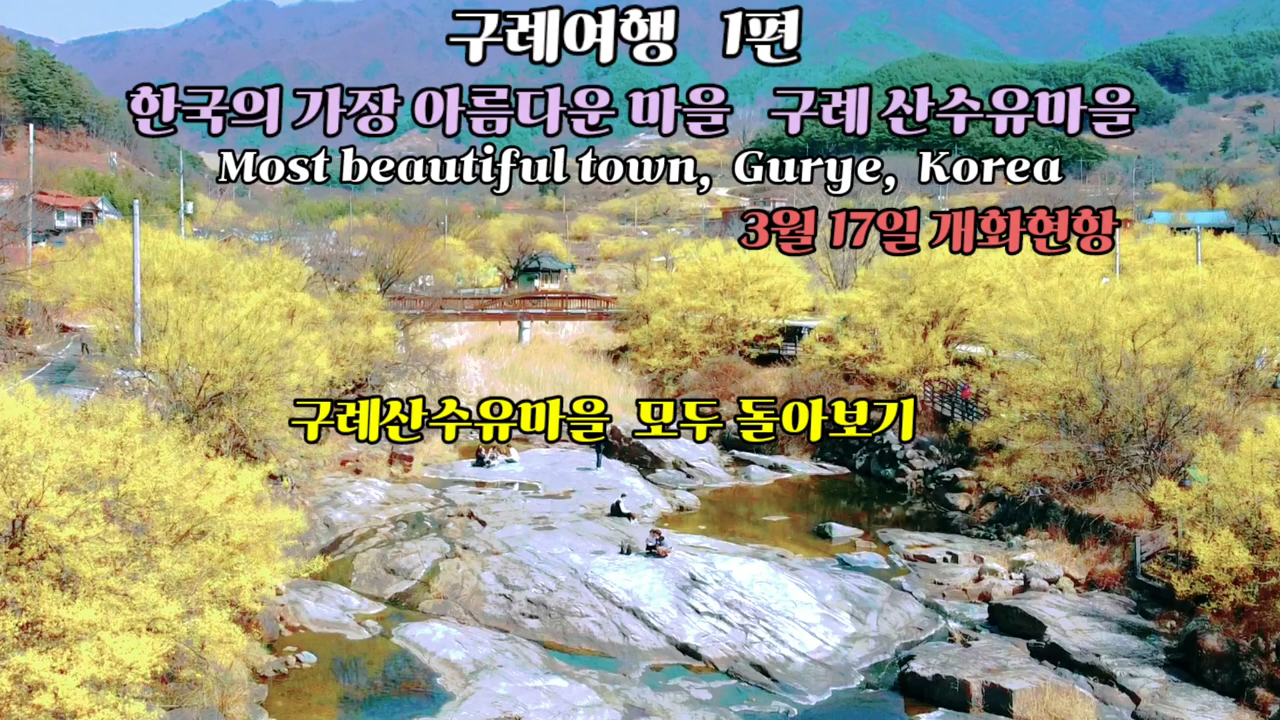 구례여행 1편
한국의 가장 아름다운 마을 구례 산수유마을
Most beautiful town, Gurye, Korea
3월 17일 개화현항
구례산수유마을 모두 돌아보기